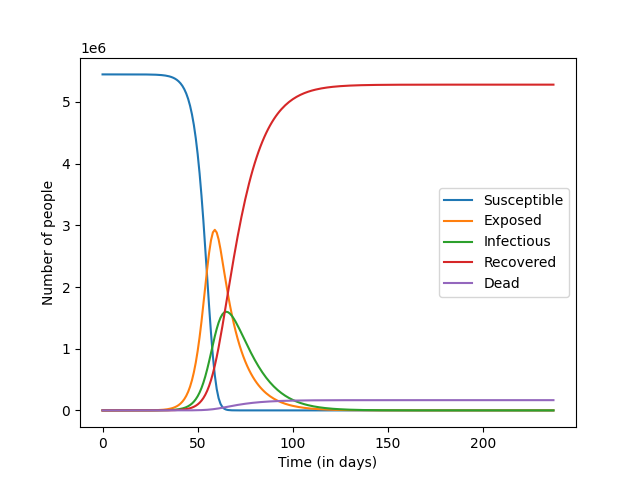 1e6
5
4
3
2
1
0
Number of people
Susceptible
Exposed
Infectious
Recovered
Dead
0 50 100 150 200
Time (in days)